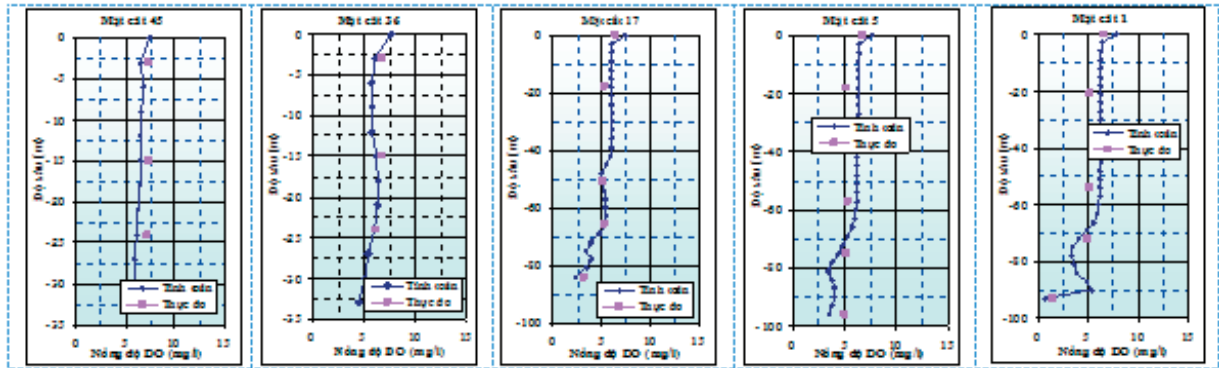 Mặt cắt 45
0
-5
-10
-15
-20
-25
-30
-35
0
5
10
15
Độ sâu (m)
Nồng độ DO (mg/l)
Tính toán
Thực đo
Mặt cắt 36
0
-5
-10
-15
-20
-25
-30
-35
0
5
10
15
Độ sâu (m)
Nồng độ DO (mg/l)
Tính toán
Thực đo
Mặt cắt 17
0
-20
-40
-60
-80
-100
0
5
10
15
Độ sâu (m)
Nồng độ DO (mg/l)
Tính toán
Thực đo
Mặt cắt 5
0
-20
-40
-60
-80
-100
0
5
10
15
Độ sâu (m)
Nồng độ DO (mg/l)
Tính toán
Thực đo
Mặt cắt 1
0
-20
-40
-60
-80
-100
0
5
10
15
Độ sâu (m)
Nồng độ DO (mg/l)
Tính toán
Thực đo